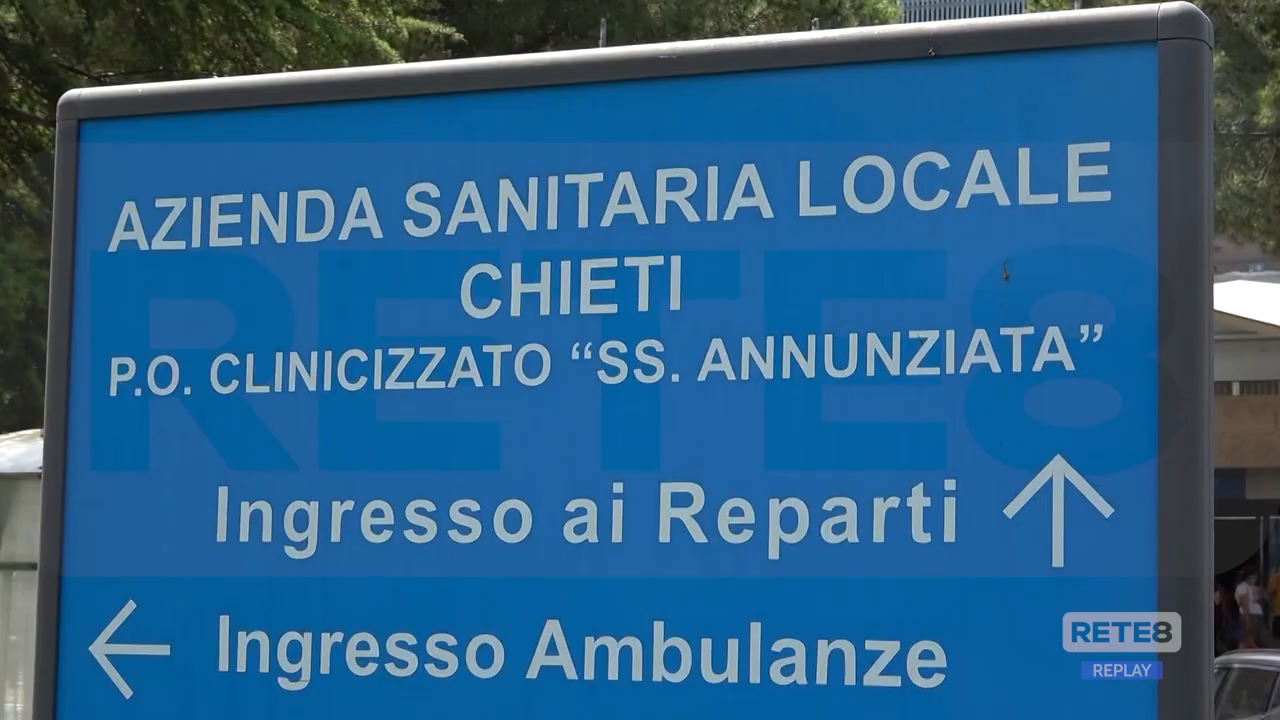 AZIENDA SANITARIA LOCALE
CHIETI
P.O. CLINICIZZATO “SS. ANNUNZIATA”
Ingresso ai Reparti
Ingresso Ambulanze
RETE8
RETE8
REPLAY